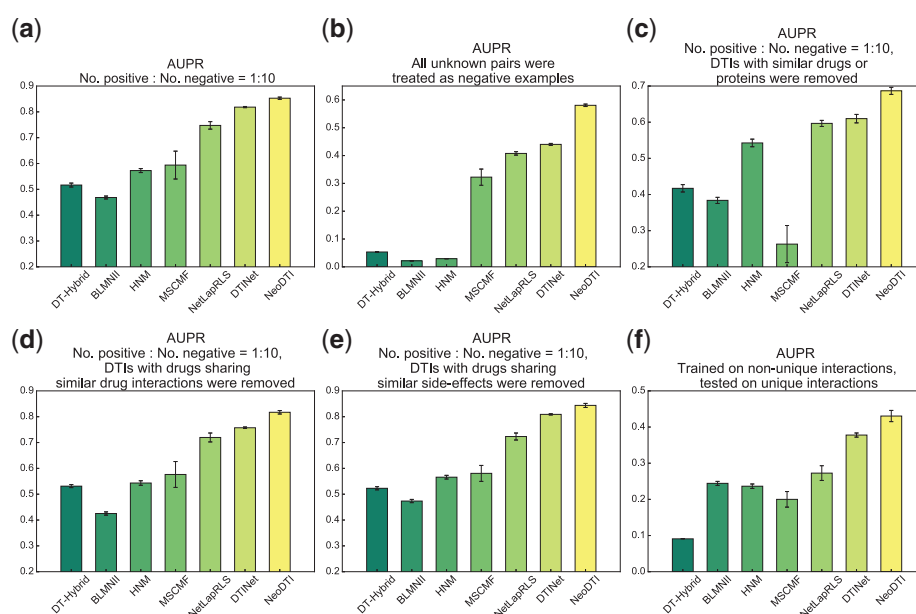 (a)
AUPR
No. positive : No. negative = 1:10
0.9
0.8
0.7
0.6
0.5
0.4
0.3
0.2
DT-Hybrid
BLMNII
HNM
MSCMF
NetLapRLS
DTINet
NeoDTI
(b)
AUPR
All unknown pairs were
treated as negative examples
0.6
0.5
0.4
0.3
0.2
0.1
0.0
DT-Hybrid
BLMNII
HNM
MSCMF
NetLapRLS
DTINet
NeoDTI
(c)
AUPR
No. positive : No. negative = 1:10,
DTIs with similar drugs or
proteins were removed
0.7
0.6
0.5
0.4
0.3
0.2
DT-Hybrid
BLMNII
HNM
MSCMF
NetLapRLS
DTINet
NeoDTI
(d)
AUPR
No. positive : No. negative = 1:10,
DTIs with drugs sharing
similar drug interactions were removed
0.9
0.8
0.7
0.6
0.5
0.4
0.3
0.2
DT-Hybrid
BLMNII
HNM
MSCMF
NetLapRLS
DTINet
NeoDTI
(e)
AUPR
No. positive : No. negative = 1:10,
DTIs with drugs sharing
similar side-effects were removed
0.9
0.8
0.7
0.6
0.5
0.4
0.3
0.2
DT-Hybrid
BLMNII
HNM
MSCMF
NetLapRLS
DTINet
NeoDTI
(f)
AUPR
Trained on non-unique interactions,
tested on unique interactions
0.5
0.4
0.3
0.2
0.1
0.0
DT-Hybrid
BLMNII
HNM
MSCMF
NetLapRLS
DTINet
NeoDTI